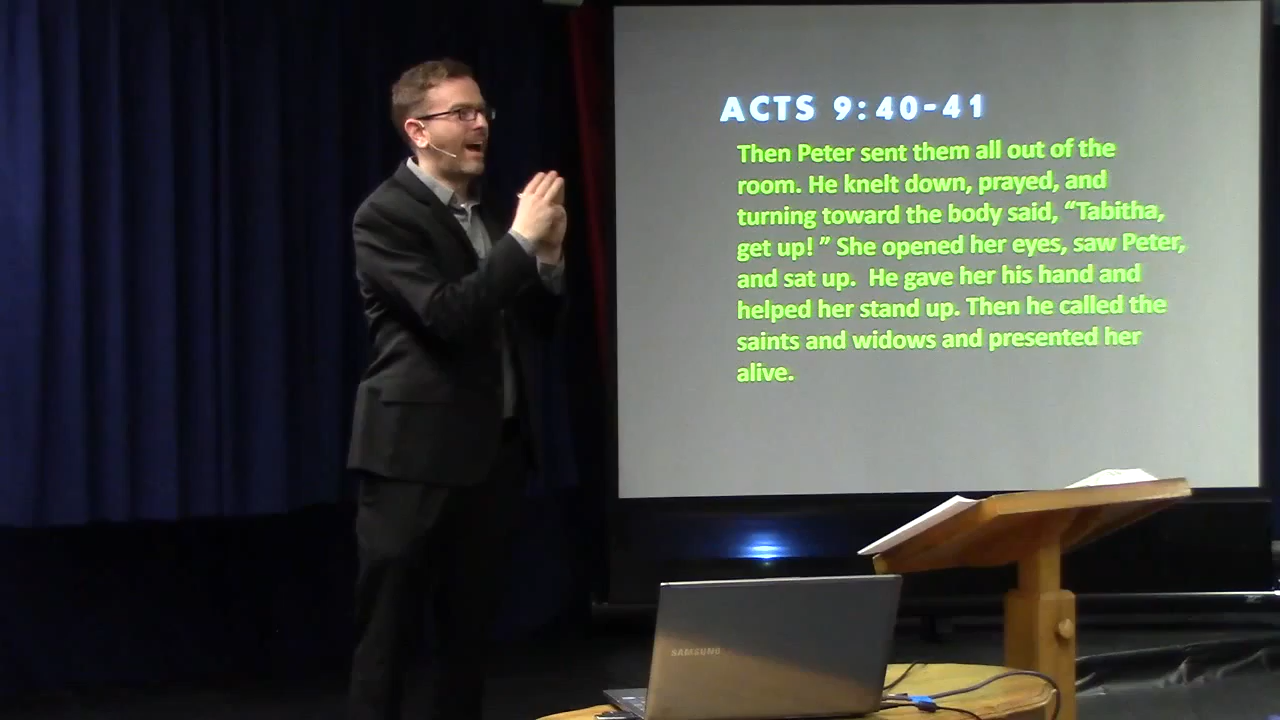 ACTS 9:40-41
Then Peter sent them all out of the
room. He knelt down, prayed, and
turning toward the body said, “Tabitha,
get up! ” She opened her eyes, saw Peter,
and sat up.  He gave her his hand and
helped her stand up. Then he called the
saints and widows and presented her
alive.
SAMSUNG